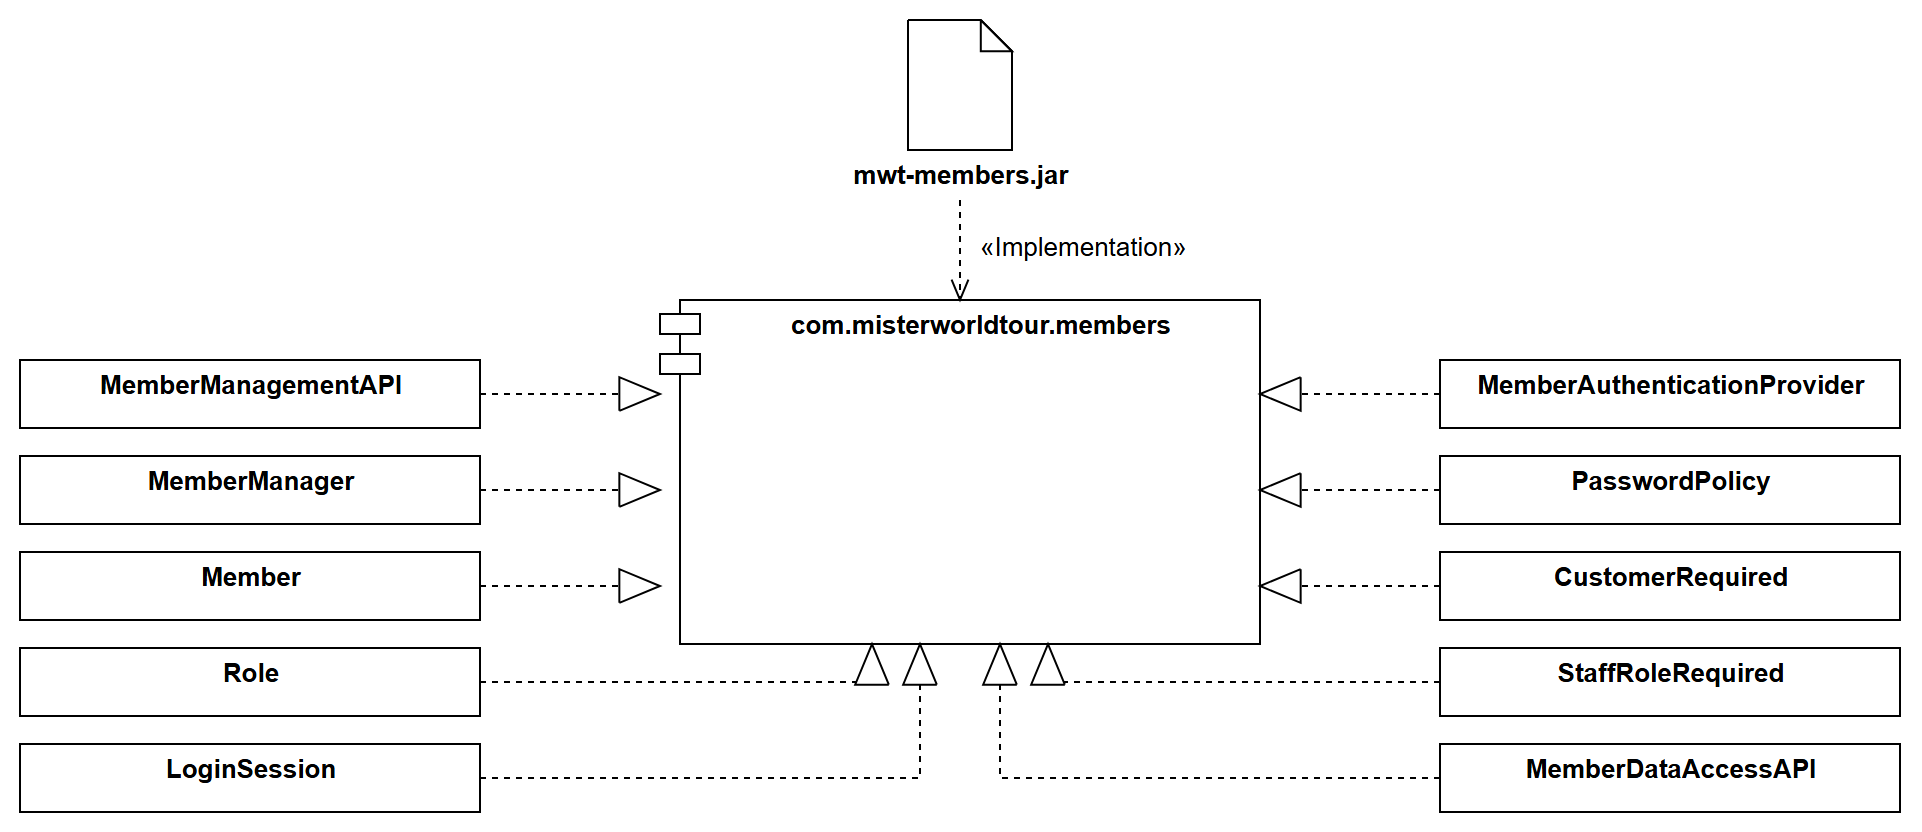 mwt-members.jar
«Implementation»
com.misterworldtour.members
MemberManagementAPI
MemberManager
Member
Role
LoginSession
MemberAuthenticationProvider
PasswordPolicy
CustomerRequired
StaffRoleRequired
MemberDataAccessAPI